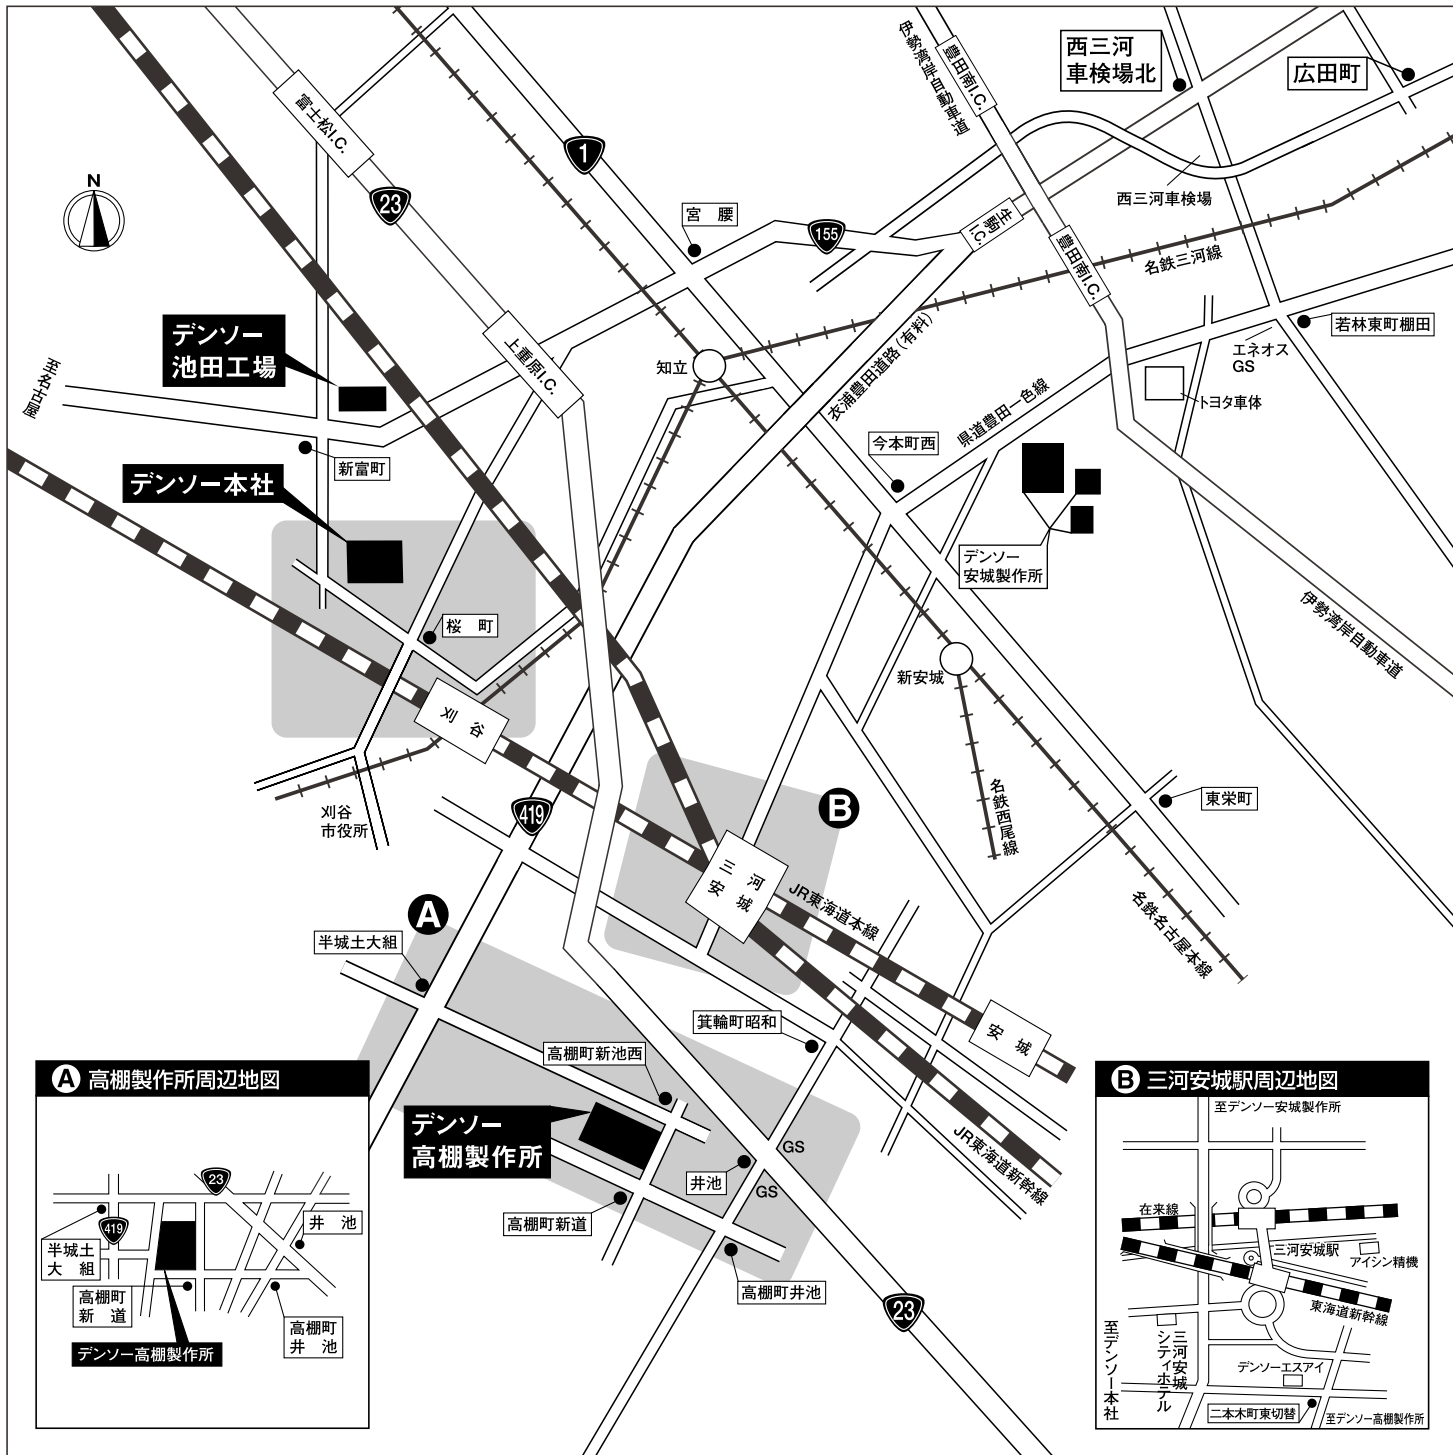 伊勢湾岸自動車道
豊田南I.C.
西三河
車検場北
広田町
富士松I.C.
1
N
23
宮 腰
155
生駒
I.C.
西三河車検場
豊田南I.C.
名鉄三河線
デンソー
池田工場
上重原I.C.
若林東町棚田
エネオス
GS
至名古屋
知立
衣浦豊田道路（有料）
県道豊田一色線
トヨタ車体
今本町西
新富町
デンソー本社
デンソー
安城製作所
桜 町
伊勢湾岸自動車道
新安城
刈 谷
名鉄西尾線
東栄町
刈谷
市役所
419
B
三 河
安 城
JR東海道本線
名鉄名古屋本線
A
半城土大組
箕輪町昭和
安 城
高棚町新池西
デンソー
高棚製作所
GS
井池
GS
JR東海道新幹線
高棚町新道
高棚町井池
23
A 高棚製作所周辺地図
23
419
井 池
半城土
大 組
高棚町
新 道
高棚町
井 池
デンソー高棚製作所
B 三河安城駅周辺地図
至デンソー安城製作所
在来線
三河安城駅
アイシン精機
東海道新幹線
至デンソー本社
三河安城
シティホテル
デンソーエスアイ
二本木町東切替
至デンソー高棚製作所